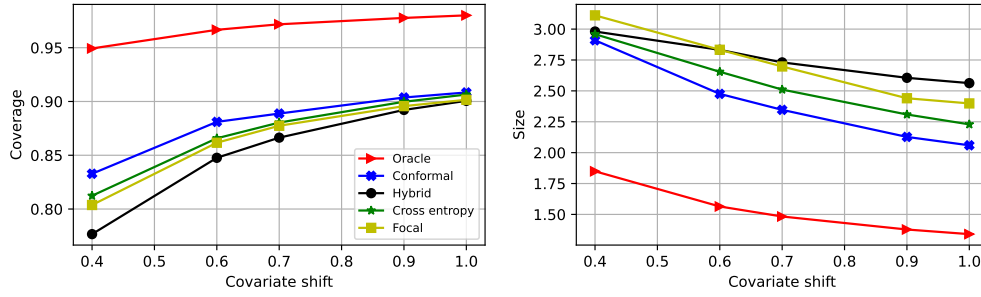 Coverage
0.95
0.90
0.85
0.80
Oracle
Conformal
Hybrid
Cross entropy
Focal
0.4 0.5 0.6 0.7 0.8 0.9 1.0
Covariate shift
Size
3.00
2.75
2.50
2.25
2.00
1.75
1.50
0.4 0.5 0.6 0.7 0.8 0.9 1.0
Covariate shift